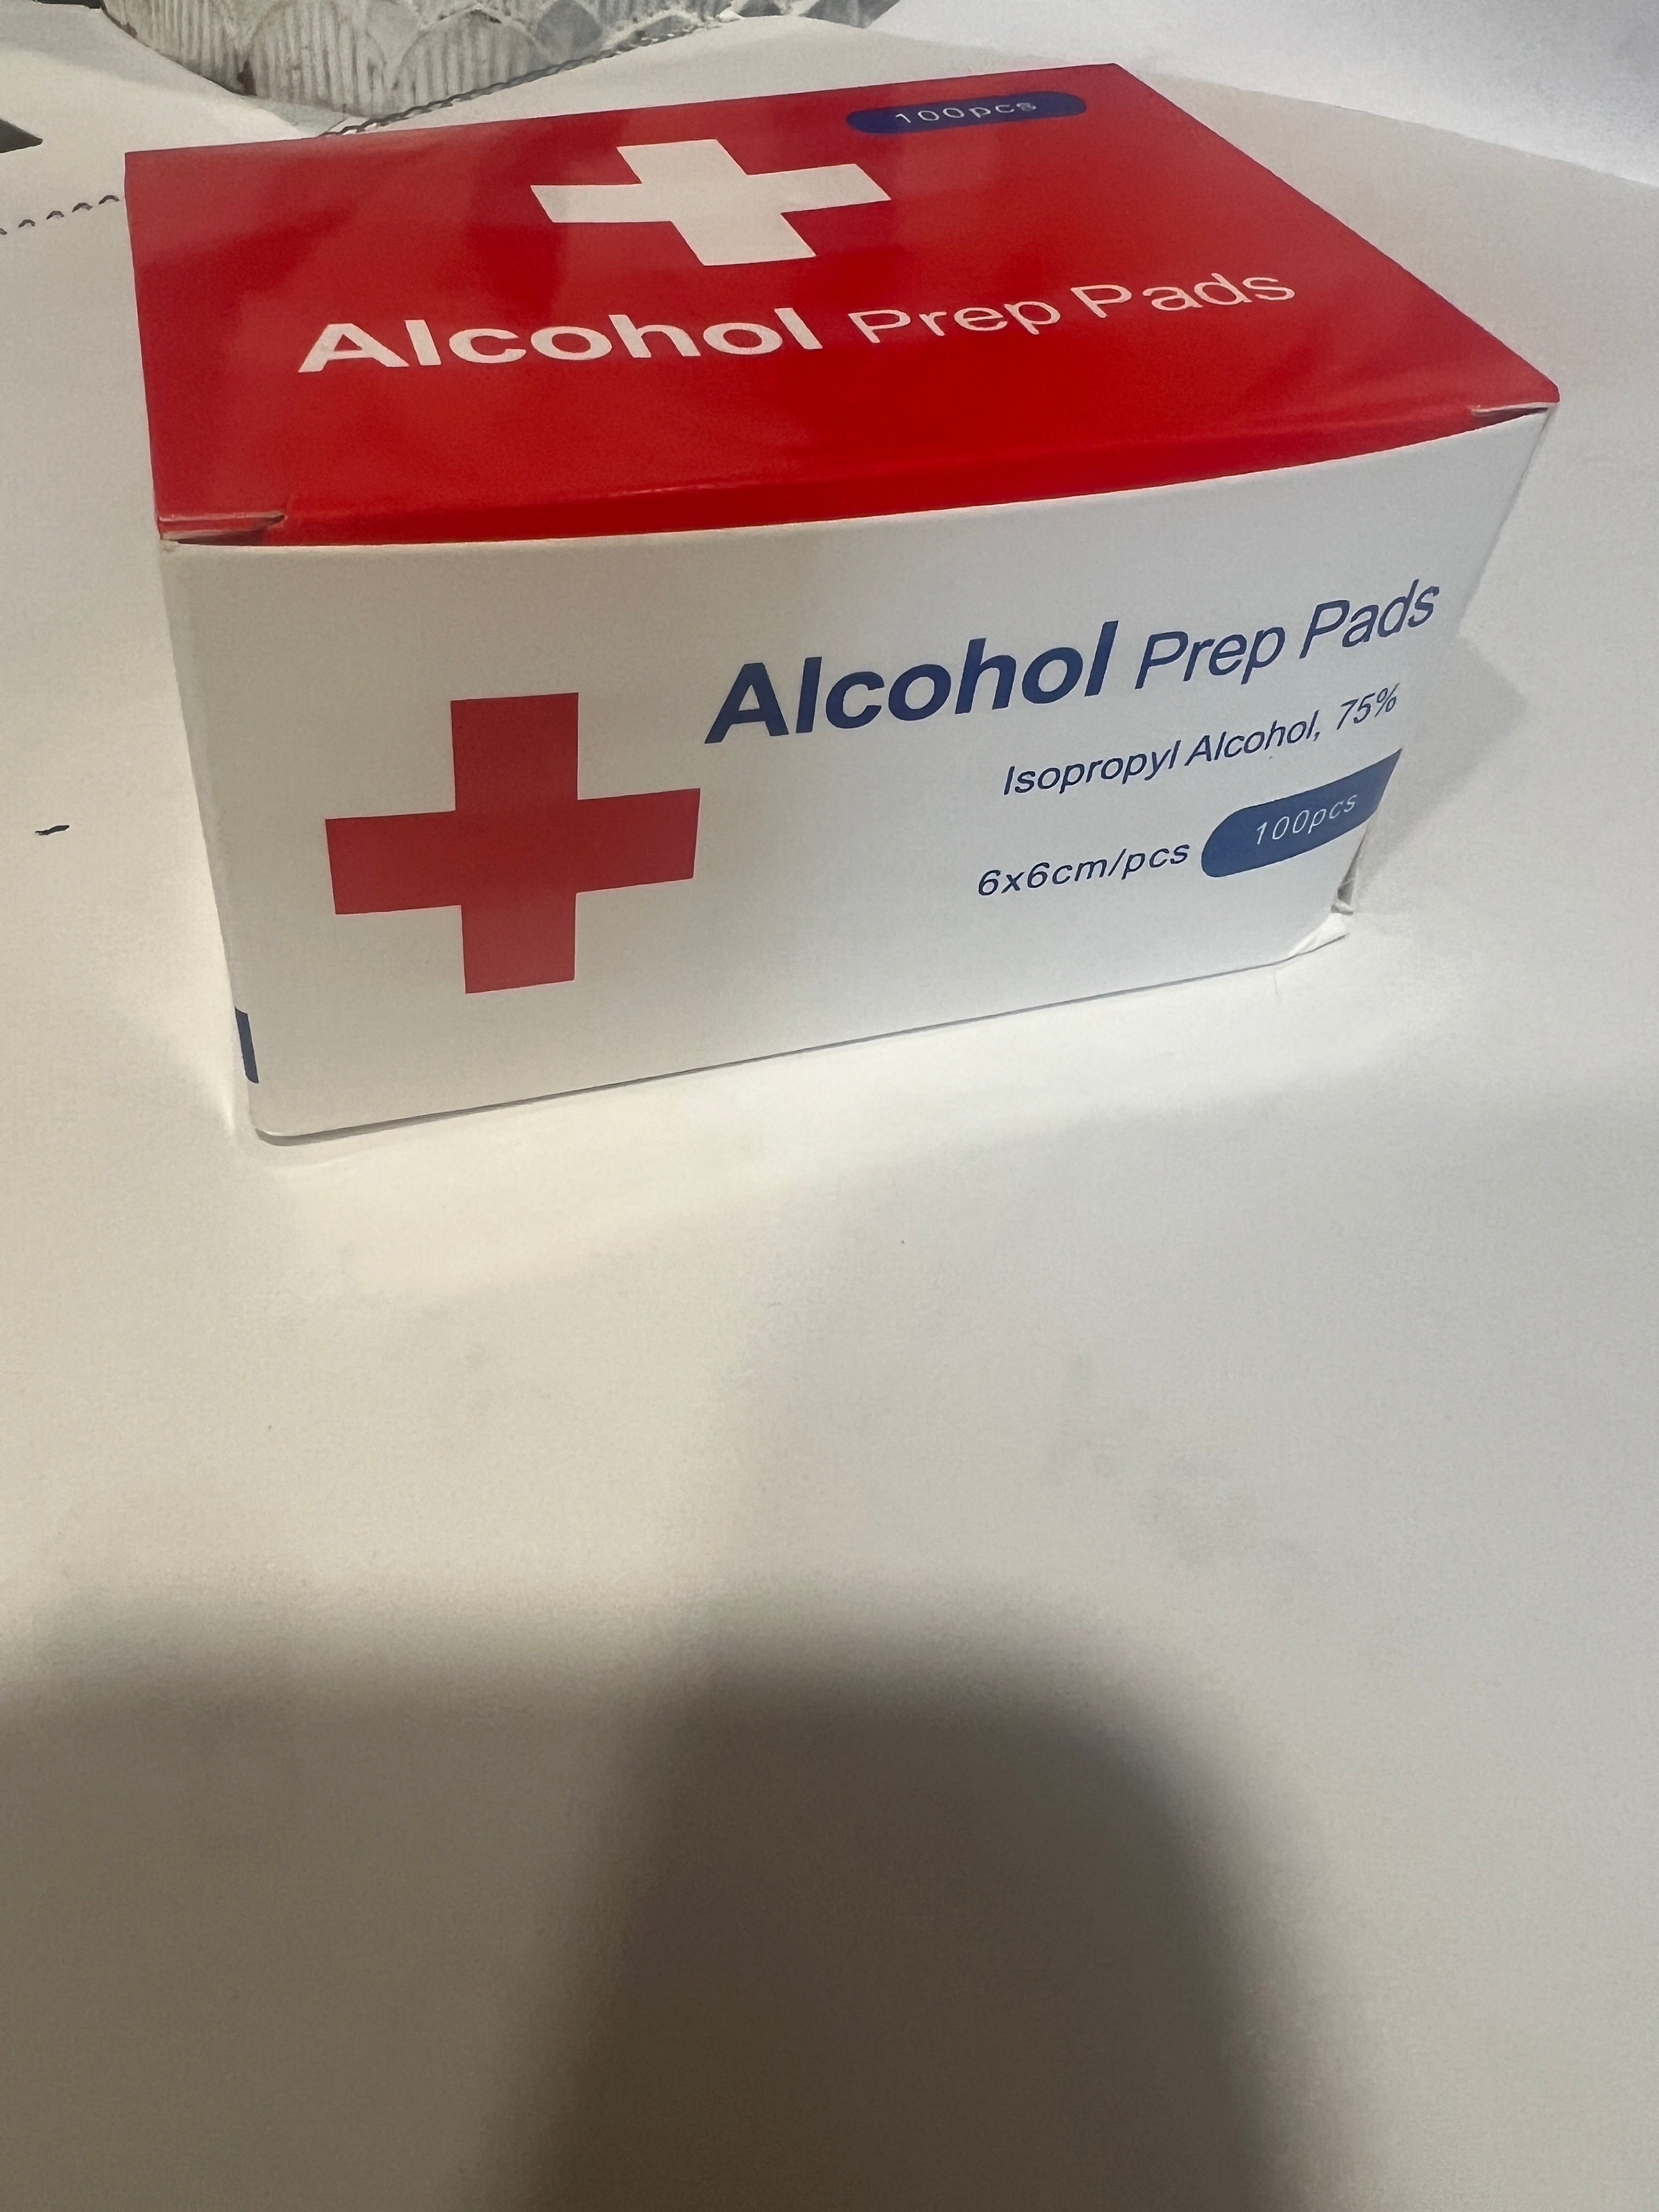 100pcs
Alcohol Prep Pads
Alcohol Prep Pads
Isopropyl Alcohol, 75%
6x6cm/pcs 100pcs